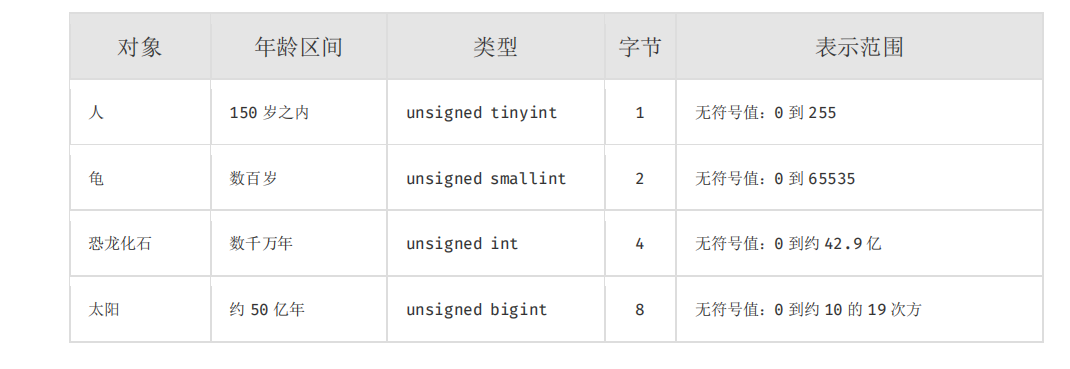 对象 年龄区间 类型 字节 表示范围
人 150 岁之内 unsigned tinyint 1 无符号值：0 到 255
龟 数百岁 unsigned smallint 2 无符号值：0 到 65535
恐龙化石 数千万年 unsigned int 4 无符号值：0 到约 42.9 亿
太阳 约 50 亿年 unsigned bigint 8 无符号值：0 到约 10 的 19 次方